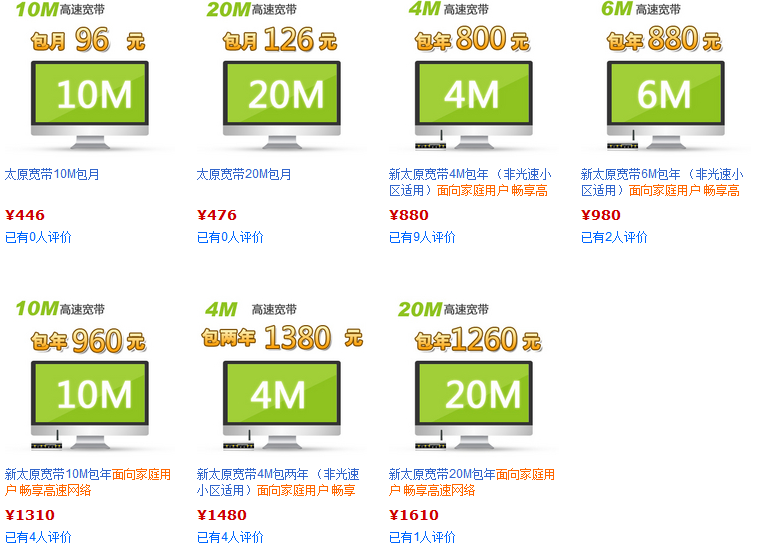 10M高速宽带
包月 96 元
10M
太原宽带10M包月
¥446
已有0人评价
20M高速宽带
包月 126 元
20M
太原宽带20M包月
¥476
已有0人评价
4M 高速宽带
包年 800 元
4M
新太原宽带4M包年 （非光速小
区适用）面向家庭用户 畅享高
¥880
已有9人评价
6M 高速宽带
包年 880 元
6M
新太原宽带6M包年 （非光速小
区适用）面向家庭用户 畅享高
¥980
已有2人评价
10M高速宽带
包年 960 元
10M
新太原宽带10M包年面向家庭用
户 畅享高速网络
¥1310
已有4人评价
4M 高速宽带
包两年 1380 元
4M
新太原宽带4M包两年 （非光速
小区适用）面向家庭用户 畅享
¥1480
已有4人评价
20M高速宽带
包年1260元
20M
新太原宽带20M包年面向家庭用
户 畅享高速网络
¥1610
已有1人评价